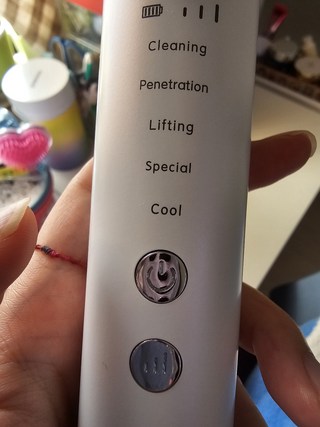 Cleaning
Penetration
Lifting
Special
Cool